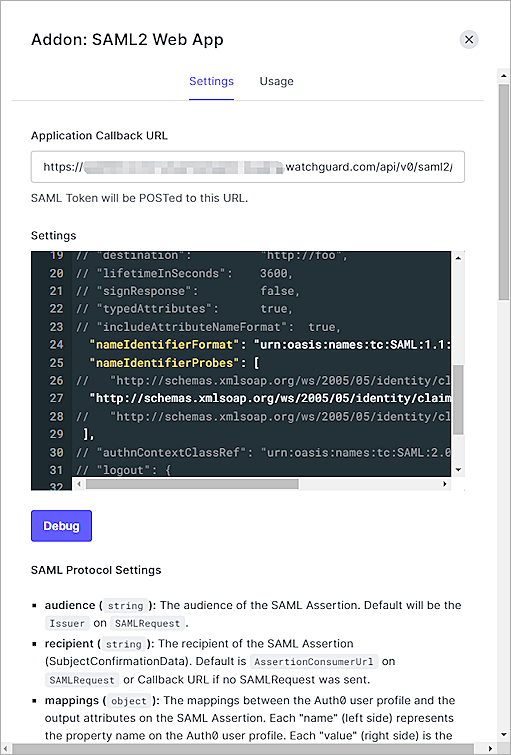 Addon: SAML2 Web App
Settings Usage
Application Callback URL
https:// watchguard.com/api/v0/saml2/
SAML Token will be POSTed to this URL.
Settings
19 // "destination": "http://foo",
20 // "lifetimeInSeconds": 3600,
21 // "signResponse": false,
22 // "typedAttributes": true,
23 // "includeAttributeNameFormat": true,
24 "nameIdentifierFormat": "urn:oasis:names:tc:SAML:1.1:
25 "nameIdentifierProbes": [
26 // "http://schemas.xmlsoap.org/ws/2005/05/identity/cl
27 "http://schemas.xmlsoap.org/ws/2005/05/identity/claim
28 // "http://schemas.xmlsoap.org/ws/2005/05/identity/cl
29 ],
30 // "authnContextClassRef": "urn:oasis:names:tc:SAML:2.0
31 // "logout": {
32
Debug
SAML Protocol Settings
▪ audience ( string ): The audience of the SAML Assertion. Default will be the
Issuer on SAMLRequest .
▪ recipient ( string ): The recipient of the SAML Assertion
(SubjectConfirmationData). Default is AssertionConsumerUrl on
SAMLRequest or Callback URL if no SAMLRequest was sent.
▪ mappings ( object ): The mappings between the Auth0 user profile and the
output attributes on the SAML Assertion. Each "name" (left side) represents
the property name on the Auth0 user profile. Each "value" (right side) is the